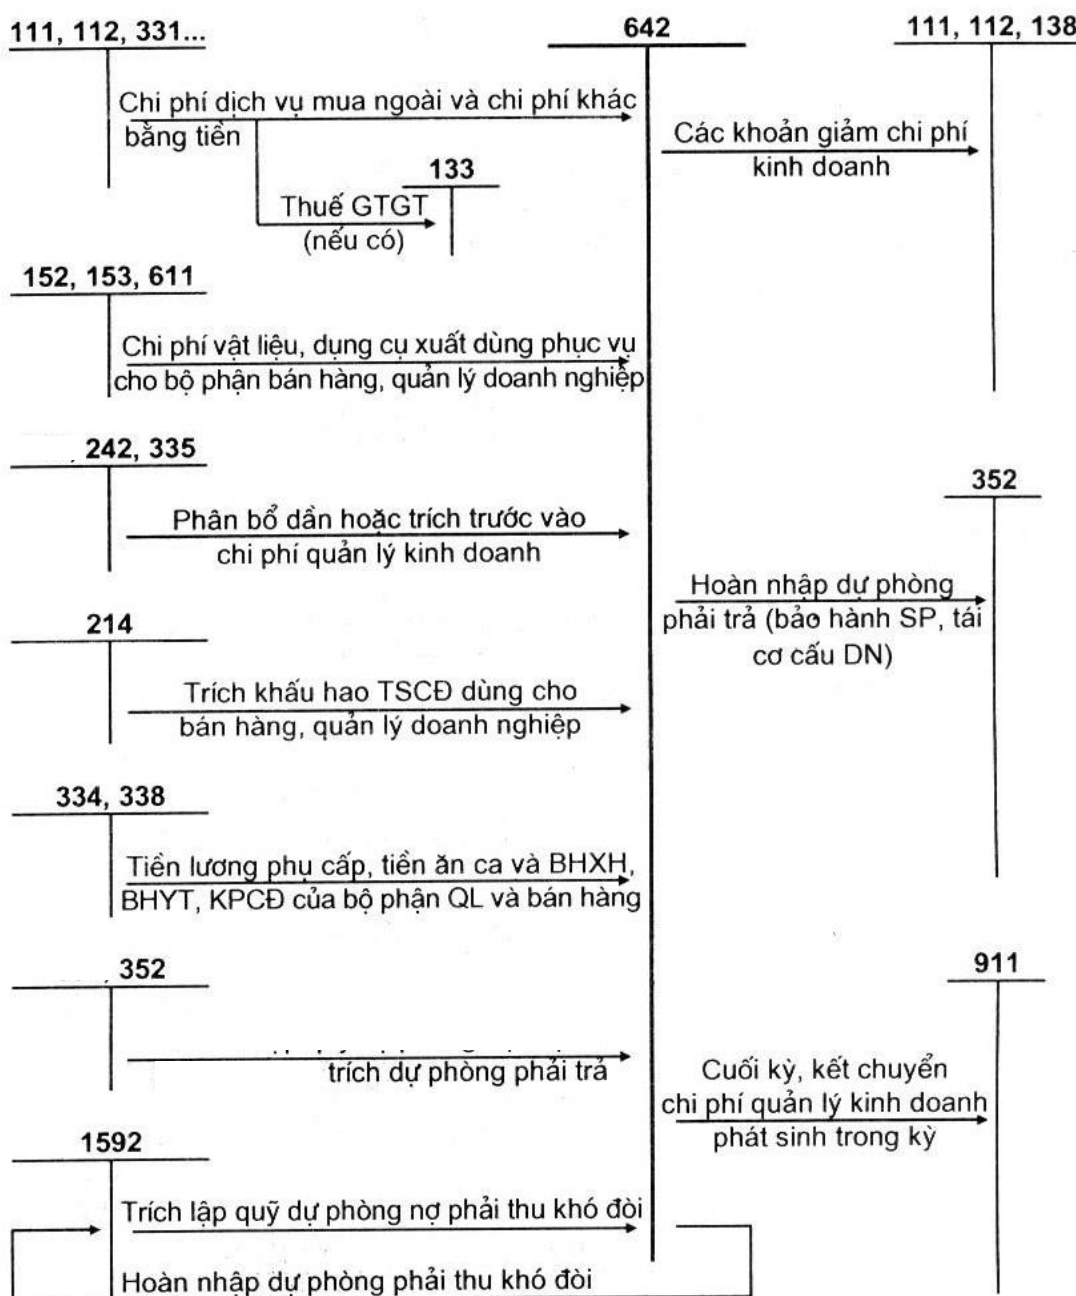 111, 112, 331...
642
111, 112, 138
Chi phí dịch vụ mua ngoài và chi phí khác
bằng tiền
133
Thuế GTGT
(nếu có)
Các khoản giảm chi phí
kinh doanh
152, 153, 611
Chi phí vật liệu, dụng cụ xuất dùng phục vụ
cho bộ phận bán hàng, quản lý doanh nghiệp
242, 335
Phân bổ dần hoặc trích trước vào
chi phí quản lý kinh doanh
352
Hoàn nhập dự phòng
phải trả (bảo hành SP, tái
cơ cấu DN)
214
Trích khấu hao TSCĐ dùng cho
bán hàng, quản lý doanh nghiệp
334, 338
Tiền lương phụ cấp, tiền ăn ca và BHXH,
BHYT, KPCĐ của bộ phận QL và bán hàng
352
trích dự phòng phải trả
911
Cuối kỳ, kết chuyển
chi phí quản lý kinh doanh
phát sinh trong kỳ
1592
Trích lập quỹ dự phòng nợ phải thu khó đòi
Hoàn nhập dự phòng phải thu khó đòi